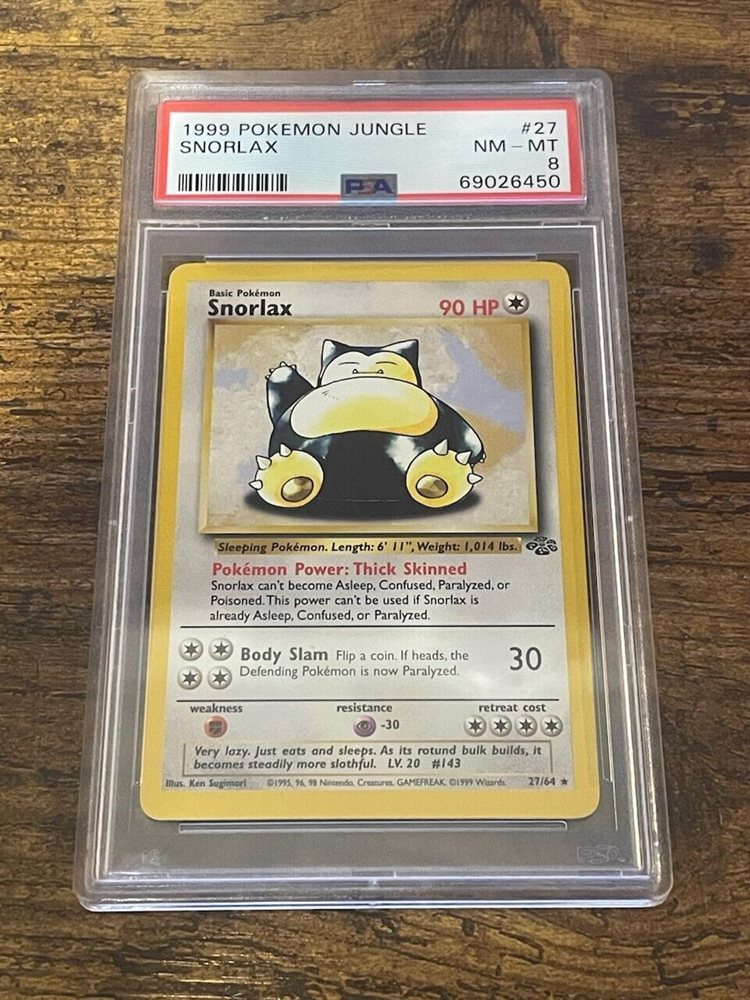 1999 POKEMON JUNGLE #27
SNORLAX NM - MT
8
PSA 69026450
Basic Pokémon
Snorlax 90 HP
Sleeping Pokémon. Length: 6' 11", Weight: 1,014 lbs.
Pokémon Power: Thick Skinned
Snorlax can't become Asleep, Confused, Paralyzed, or
Poisoned. This power can't be used if Snorlax is
already Asleep, Confused, or Paralyzed.
Body Slam Flip a coin. If heads, the
Defending Pokémon is now Paralyzed.
30
weakness resistance retreat cost
-30
Very lazy. Just eats and sleeps. As its rotund bulk builds, it
becomes steadily more slothful. LV. 20 #143
Illus. Ken Sugimori ©1995, 96, 98 Nintendo, Creatures, GAMEFREAK. ©1999 Wizards. 27/64 ★
PSA